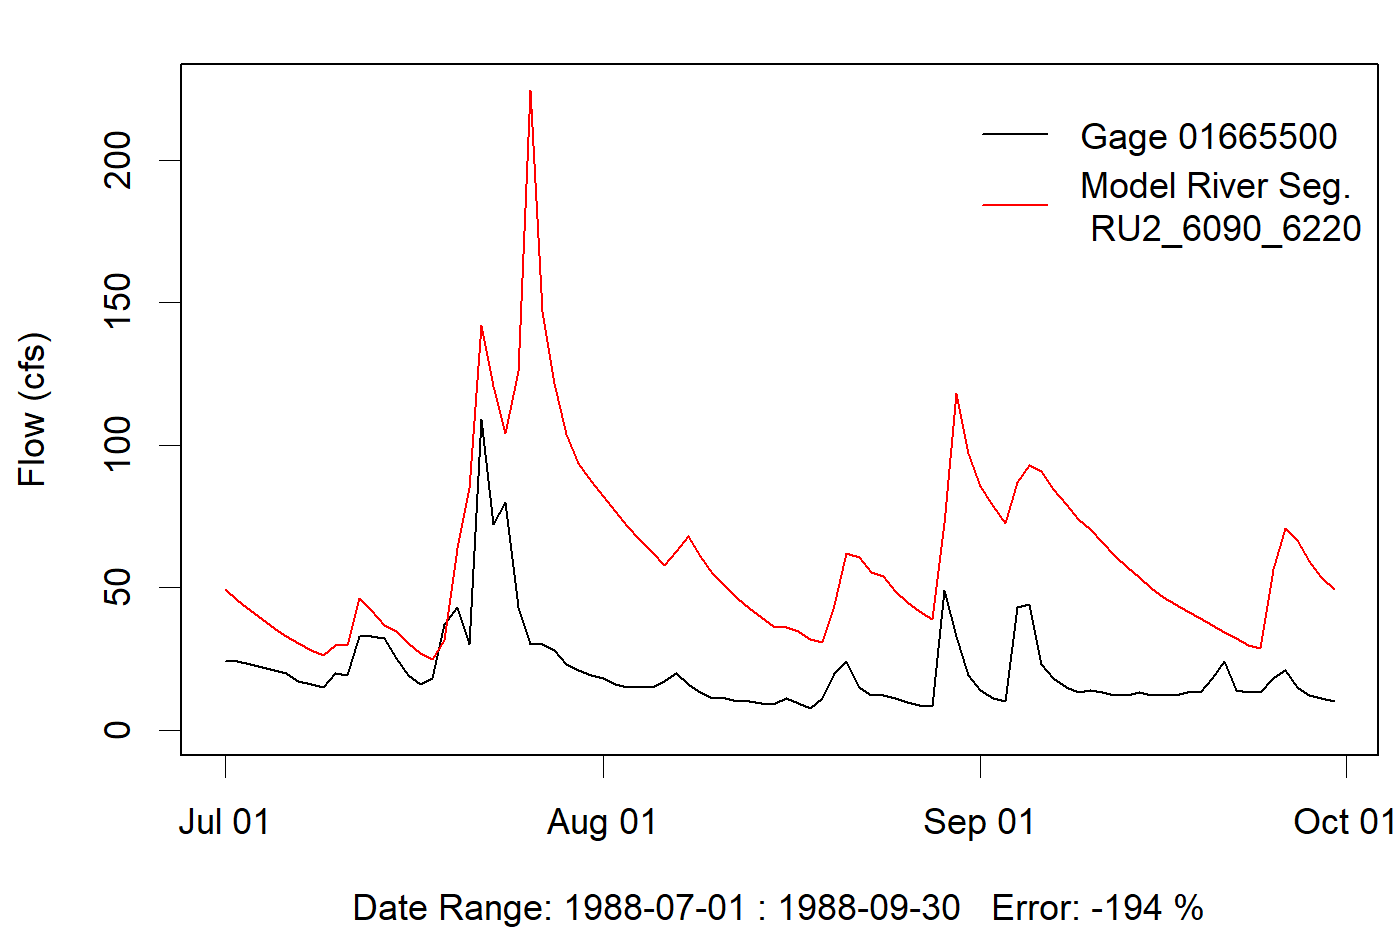 Gage 01665500
Model River Seg.
RU2_6090_6220
Flow (cfs)
200
150
100
50
0
Jul 01 Aug 01 Sep 01 Oct 01
Date Range: 1988-07-01 : 1988-09-30 Error: -194 %